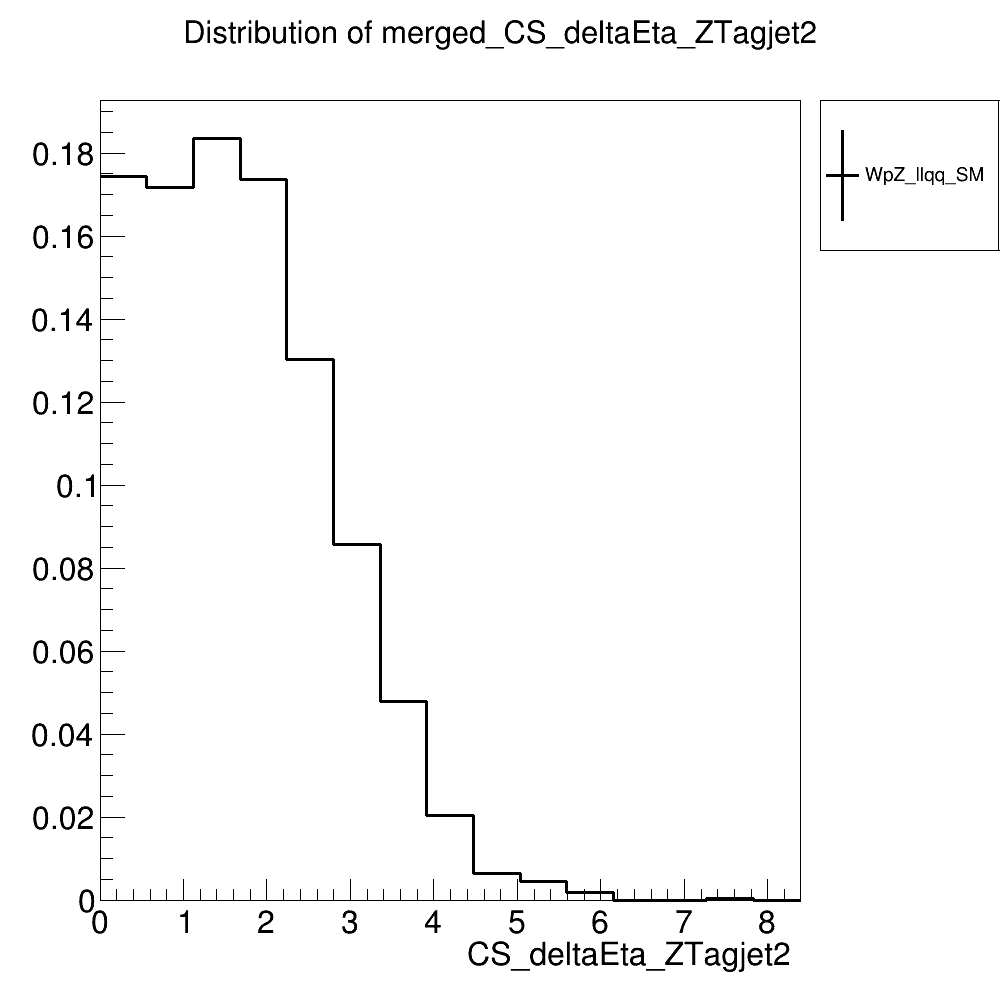 Distribution of merged_CS_deltaEta_ZTagjet2
WpZ_llqq_SM
0.18
0.16
0.14
0.12
0.1
0.08
0.06
0.04
0.02
0
0 1 2 3 4 5 6 7 8
CS_deltaEta_ZTagjet2